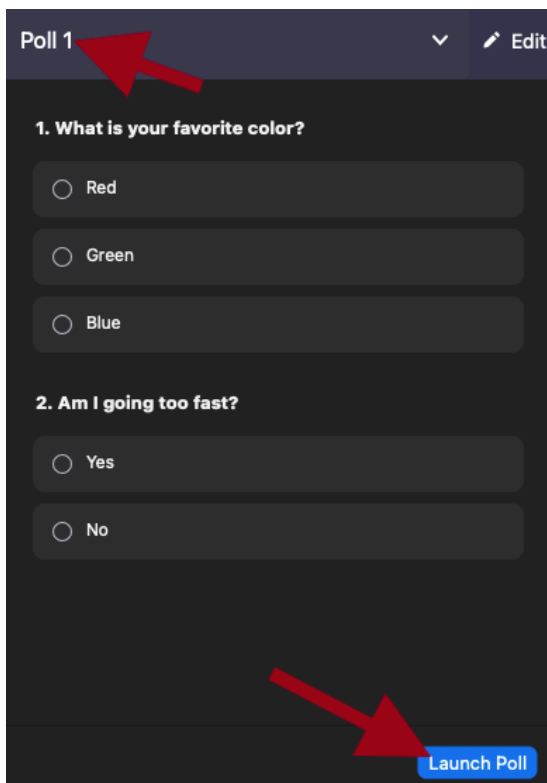 Poll 1 Edit
1. What is your favorite color?
Red
Green
Blue
2. Am I going too fast?
Yes
No
Launch Poll